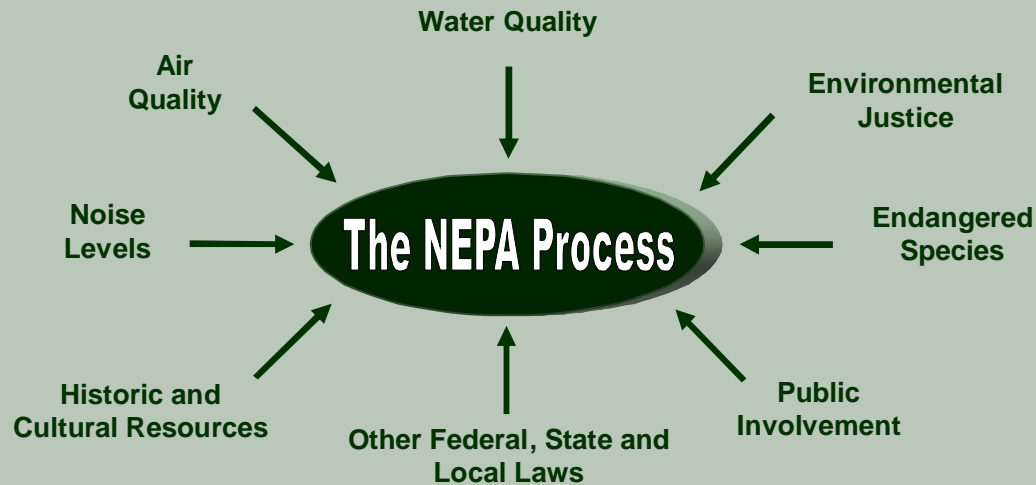 Water Quality
Air
Quality
Environmental
Justice
Noise
Levels
The NEPA Process
Endangered
Species
Historic and
Cultural Resources
Other Federal, State and
Local Laws
Public
Involvement